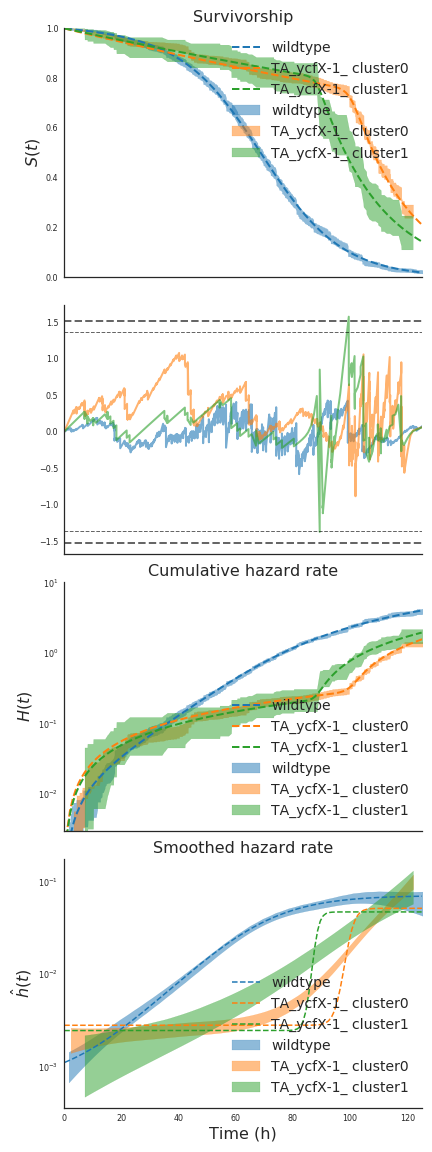 Survivorship
1.0
0.8
0.6
0.4
0.2
0.0
S(t)
wildtype
TA_ycfX-1_ cluster0
TA_ycfX-1_ cluster1
wildtype
TA_ycfX-1_ cluster0
TA_ycfX-1_ cluster1
1.5
1.0
0.5
0.0
−0.5
−1.0
−1.5
Cumulative hazard rate
10¹
10⁰
10⁻¹
10⁻²
H(t)
wildtype
TA_ycfX-1_ cluster0
TA_ycfX-1_ cluster1
wildtype
TA_ycfX-1_ cluster0
TA_ycfX-1_ cluster1
Smoothed hazard rate
10⁻¹
10⁻²
10⁻³
ĥ(t)
wildtype
TA_ycfX-1_ cluster0
TA_ycfX-1_ cluster1
wildtype
TA_ycfX-1_ cluster0
TA_ycfX-1_ cluster1
0 20 40 60 80 100 120
Time (h)